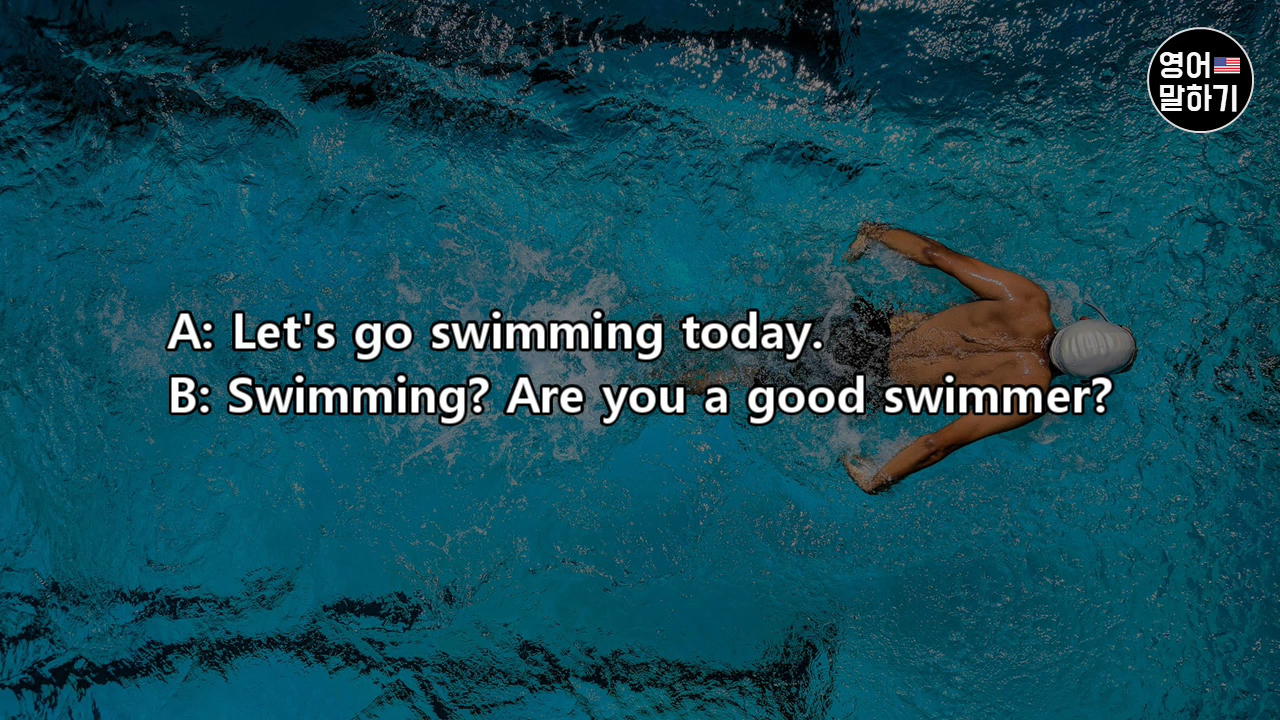 영어
말하기
A: Let's go swimming today.
B: Swimming? Are you a good swimmer?